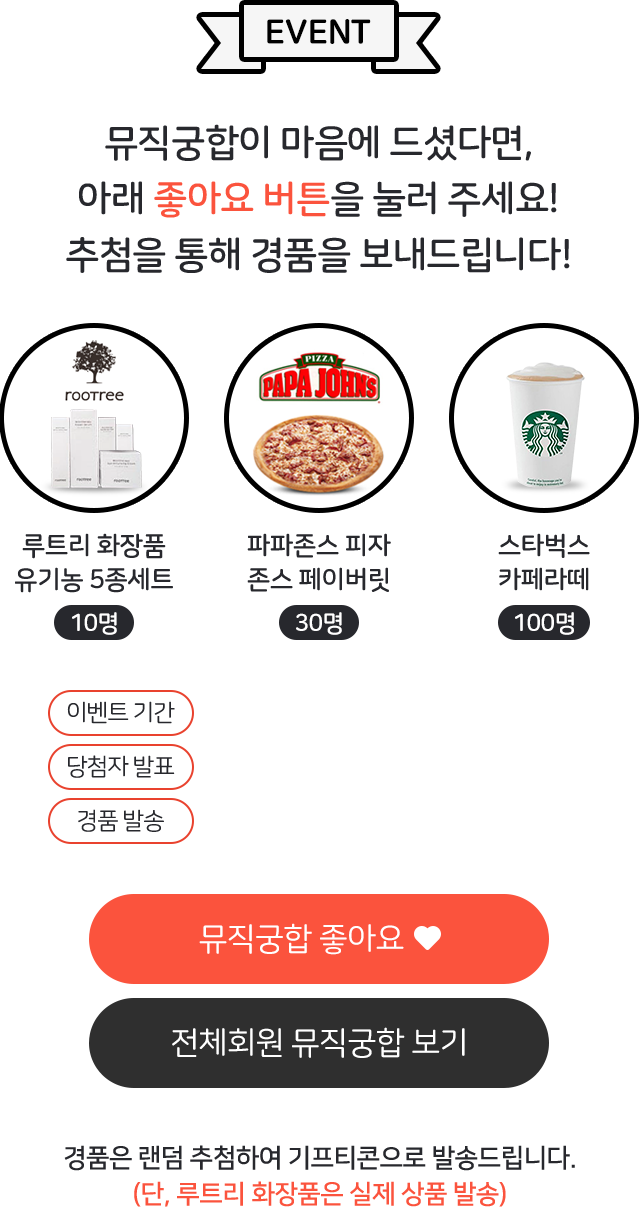 EVENT
뮤직궁합이 마음에 드셨다면,
아래 좋아요 버튼을 눌러 주세요!
추첨을 통해 경품을 보내드립니다!
rooTree
rooTree
PIZZA
PAPA JOHNS
루트리 화장품
유기농 5종세트
10명
파파존스 피자
존스 페이버릿
30명
스타벅스
카페라떼
100명
이벤트 기간
당첨자 발표
경품 발송
뮤직궁합 좋아요
전체회원 뮤직궁합 보기
경품은 랜덤 추첨하여 기프티콘으로 발송드립니다.
(단, 루트리 화장품은 실제 상품 발송)